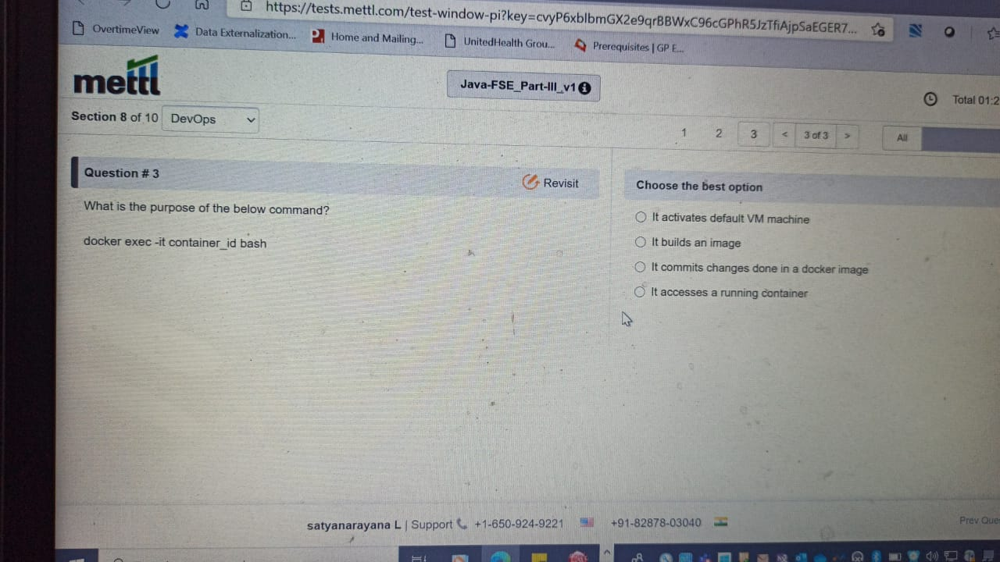 https://tests.mettl.com/test-window-pi?key=cvyP6xblbmGX2e9qrBBWxC96cGPhR5JzTfiAjpSaEGER7...
OvertimeView Data Externalization... Home and Mailing... UnitedHealth Grou... Prerequisites | GP E...
mettl
Java-FSE_Part-III_v1
Total 01:2
Section 8 of 10 DevOps
1 2 3 < 3 of 3 > All
Question # 3
Revisit
What is the purpose of the below command?
docker exec -it container_id bash
Choose the best option
It activates default VM machine
It builds an image
It commits changes done in a docker image
It accesses a running container
satyanarayana L | Support +1-650-924-9221 +91-82878-03040
Prev Que